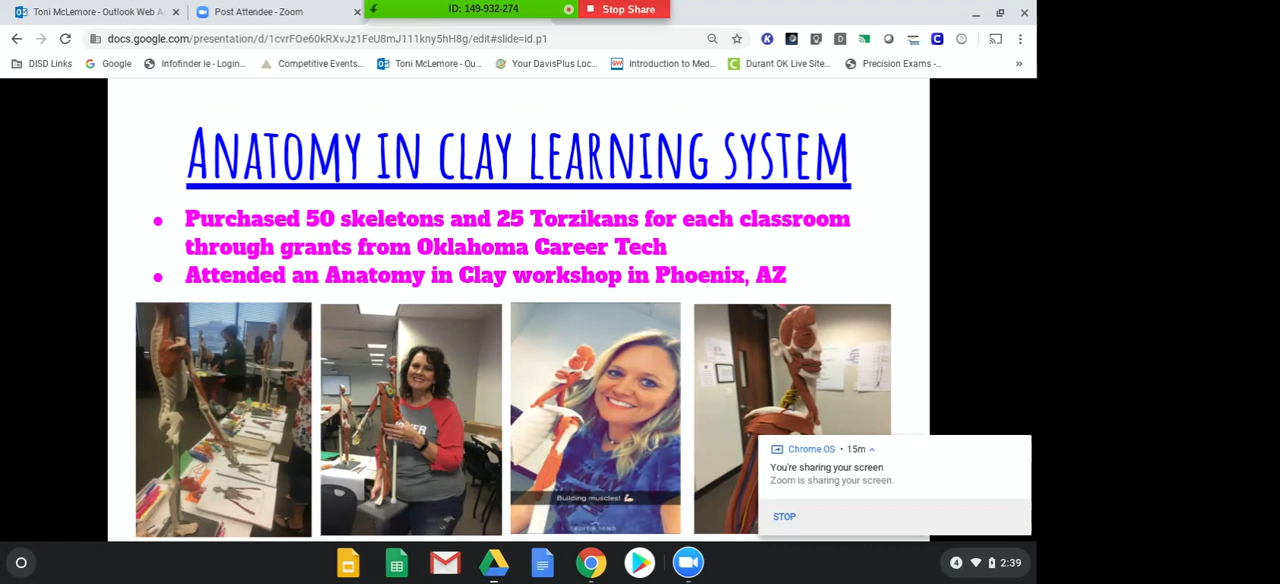 Toni McLemore - Outlook Web A
Post Attendee - Zoom
ID: 149-932-274
Stop Share
docs.google.com/presentation/d/1cvrFOe60kRXvJz1FeU8mJ111kny5hH8g/edit#slide=id.p1
DISD Links
Google
Infofinder le - Login...
Competitive Events...
Toni McLemore - Ou...
Your DavisPlus Loc...
Introduction to Med...
Durant OK Live Site...
Precision Exams -...
»
ANATOMY IN CLAY LEARNING SYSTEM
• Purchased 50 skeletons and 25 Torzikans for each classroom
through grants from Oklahoma Career Tech
• Attended an Anatomy in Clay workshop in Phoenix, AZ
Building muscles! 💪
Chrome OS • 15m
You're sharing your screen
Zoom is sharing your screen.
STOP
4
2:39